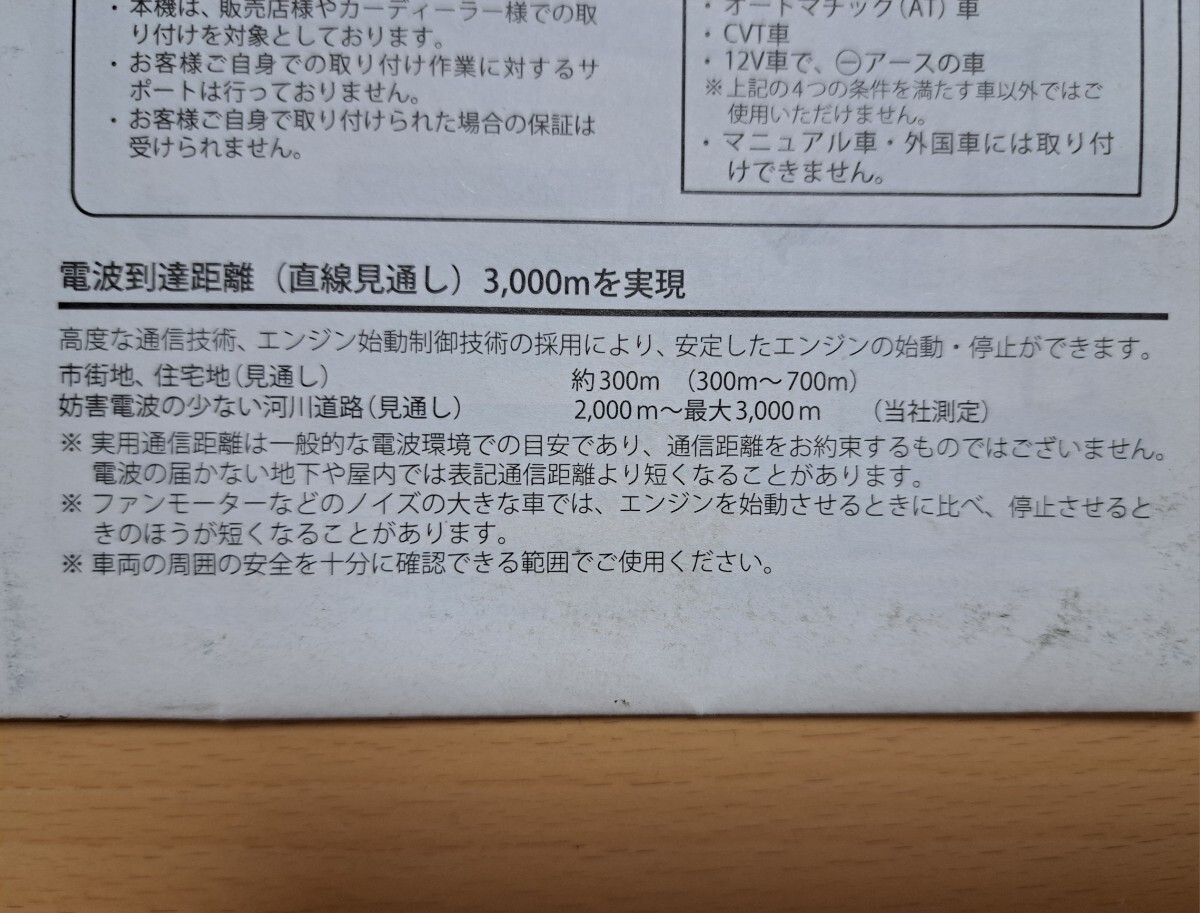 ・本機は、販売店様やカーディーラー様での取
り付けを対象としております。
・お客様ご自身での取り付け作業に対するサ
ポートは行っておりません。
・お客様ご自身で取り付けられた場合の保証は
受けられません。
・オートマチック(AT)車
・CVT車
・12V車で、㊀アースの車
※上記の4つの条件を満たす車以外ではご
使用いただけません。
・マニュアル車・外国車には取り付
けできません。
電波到達距離（直線見通し）3,000mを実現
高度な通信技術、エンジン始動制御技術の採用により、安定したエンジンの始動・停止ができます。
市街地、住宅地(見通し) 約300m （300m～700m)
妨害電波の少ない河川道路(見通し) 2,000m～最大3,000m （当社測定)
※ 実用通信距離は一般的な電波環境での目安であり、通信距離をお約束するものではございません。
電波の届かない地下や屋内では表記通信距離より短くなることがあります。
※ ファンモーターなどのノイズの大きな車では、エンジンを始動させるときに比べ、停止させると
きのほうが短くなることがあります。
※ 車両の周囲の安全を十分に確認できる範囲でご使用ください。